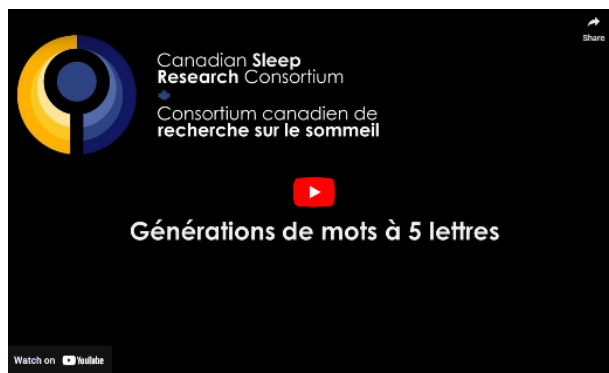 Share
Canadian Sleep
Research Consortium
Consortium canadien de
recherche sur le sommeil
Générations de mots à 5 lettres
Watch on YouTube